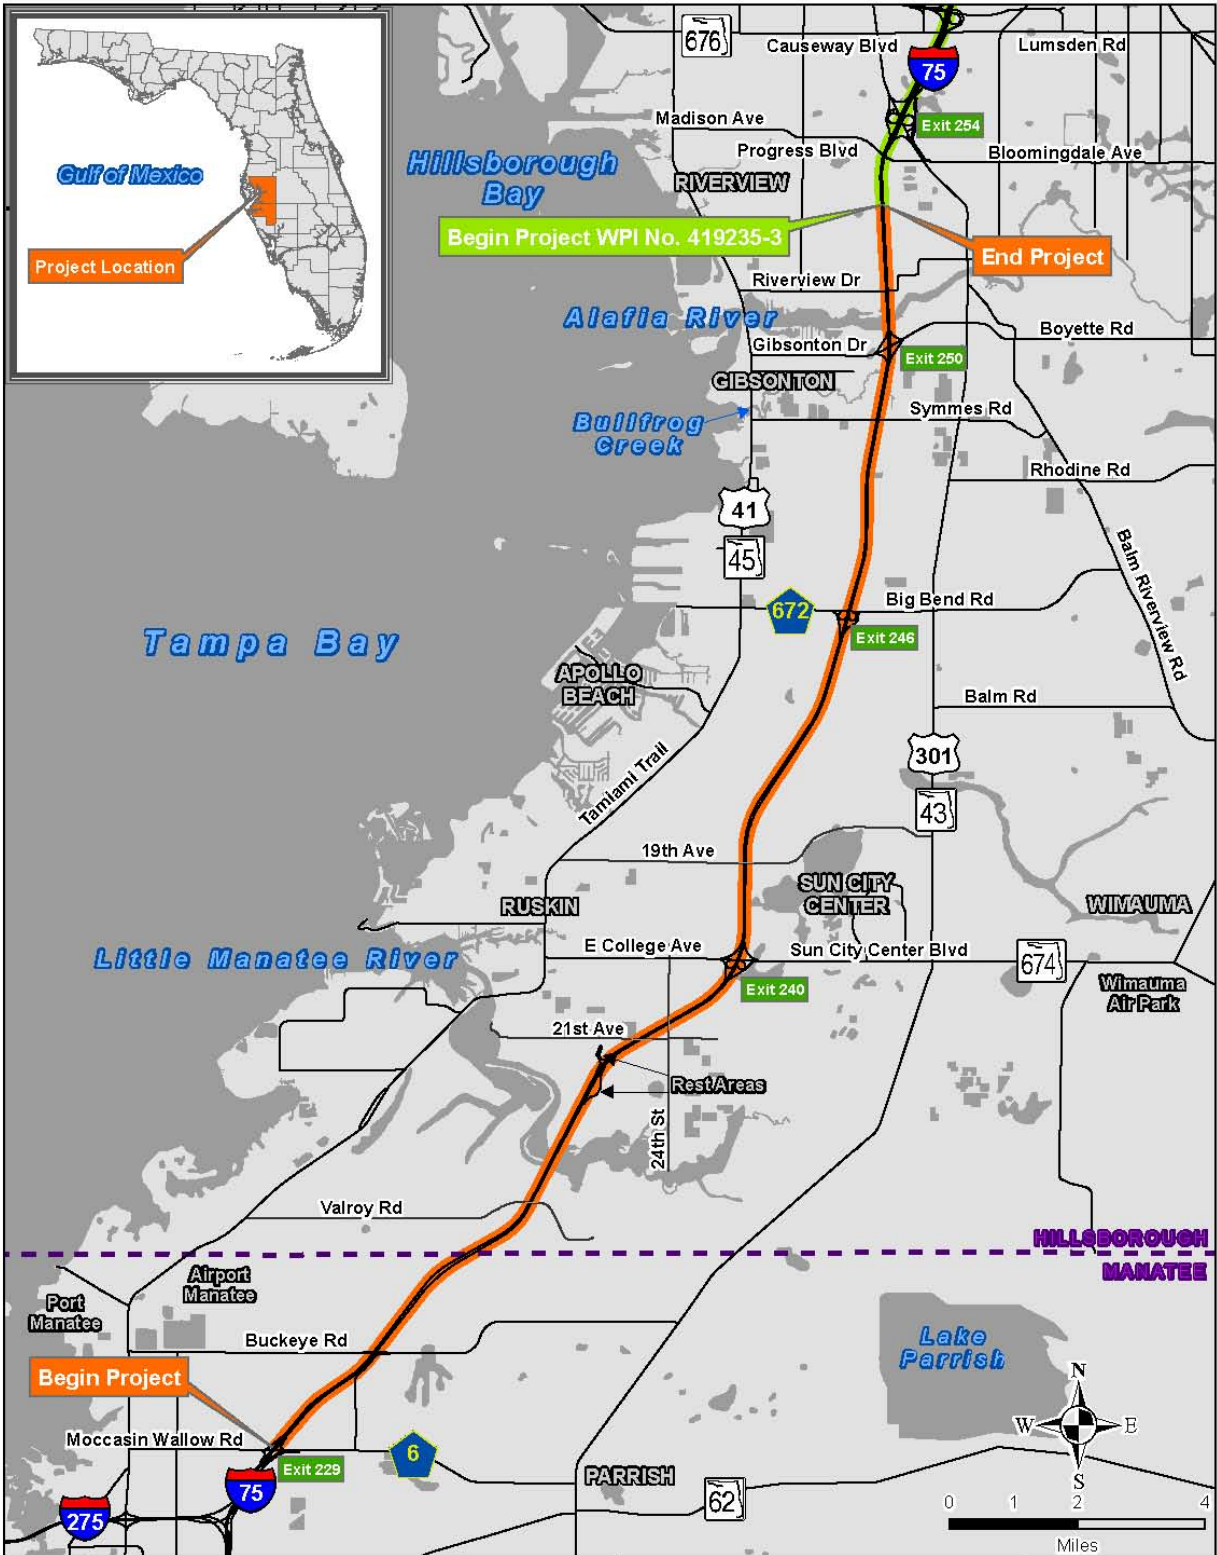 676
Causeway Blvd
Lumsden Rd
75
Madison Ave
Exit 254
Progress Blvd
Bloomingdale Ave
Gulf of Mexico
Hillsborough
Bay
RIVERVIEW
Begin Project WPI No. 419235-3
End Project
Project Location
Riverview Dr
Alafia River
Boyette Rd
Gibsonton Dr
Exit 250
GIBSONTON
Symmes Rd
Bullfrog
Creek
Rhodine Rd
41
45
Balm Riverview Rd
672
Big Bend Rd
Exit 246
Tampa Bay
APOLLO
BEACH
Balm Rd
301
Tamiami Trail
43
19th Ave
SUN CITY
CENTER
RUSKIN
WIMAUMA
E College Ave
Sun City Center Blvd
674
Little Manatee River
Exit 240
Wimauma
Air Park
21st Ave
Rest Areas
24th St
Valroy Rd
HILLSBOROUGH
MANATEE
Airport
Manatee
Port
Manatee
Buckeye Rd
Lake
Parrish
Begin Project
N
W
E
S
Moccasin Wallow Rd
6
Exit 229
75
PARRISH
62
275
0 1 2 4
Miles